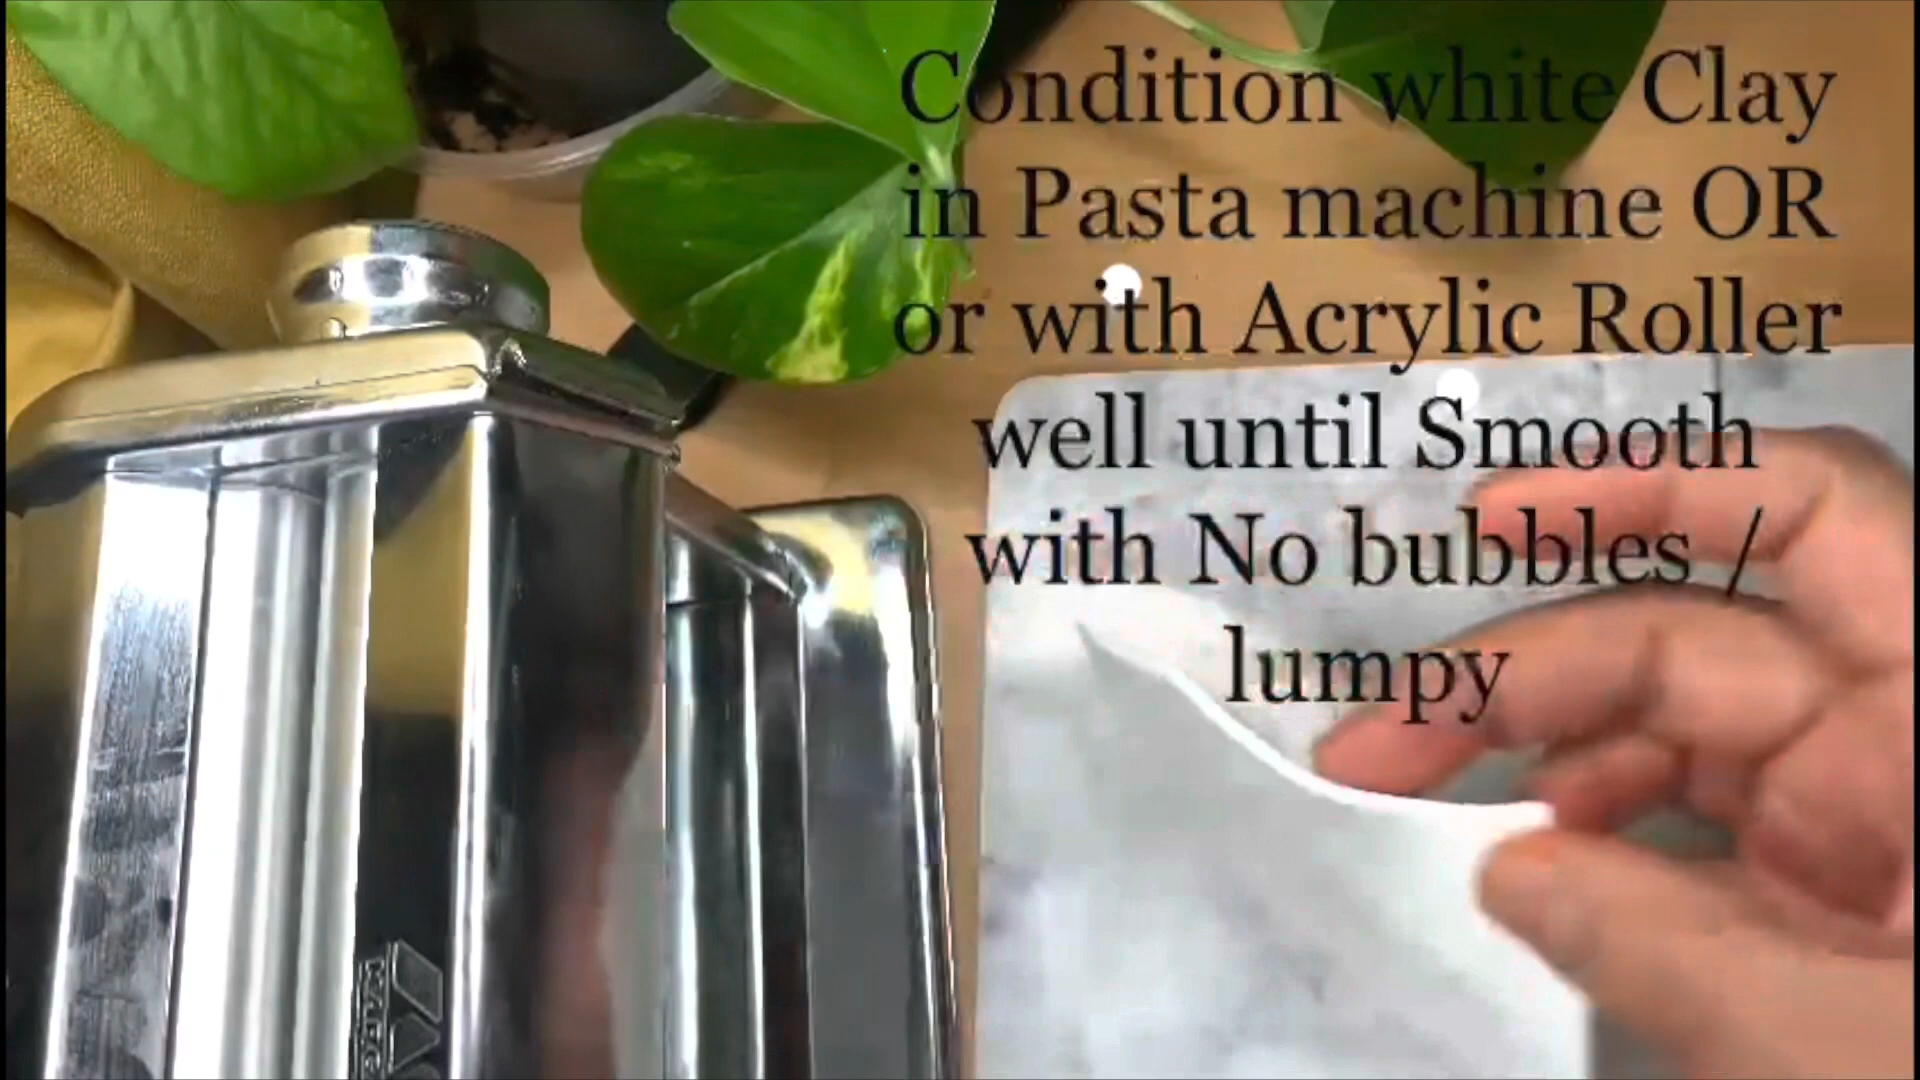 Condition white Clay
in Pasta machine OR
or with Acrylic Roller
well until Smooth
with No bubbles /
lumpy